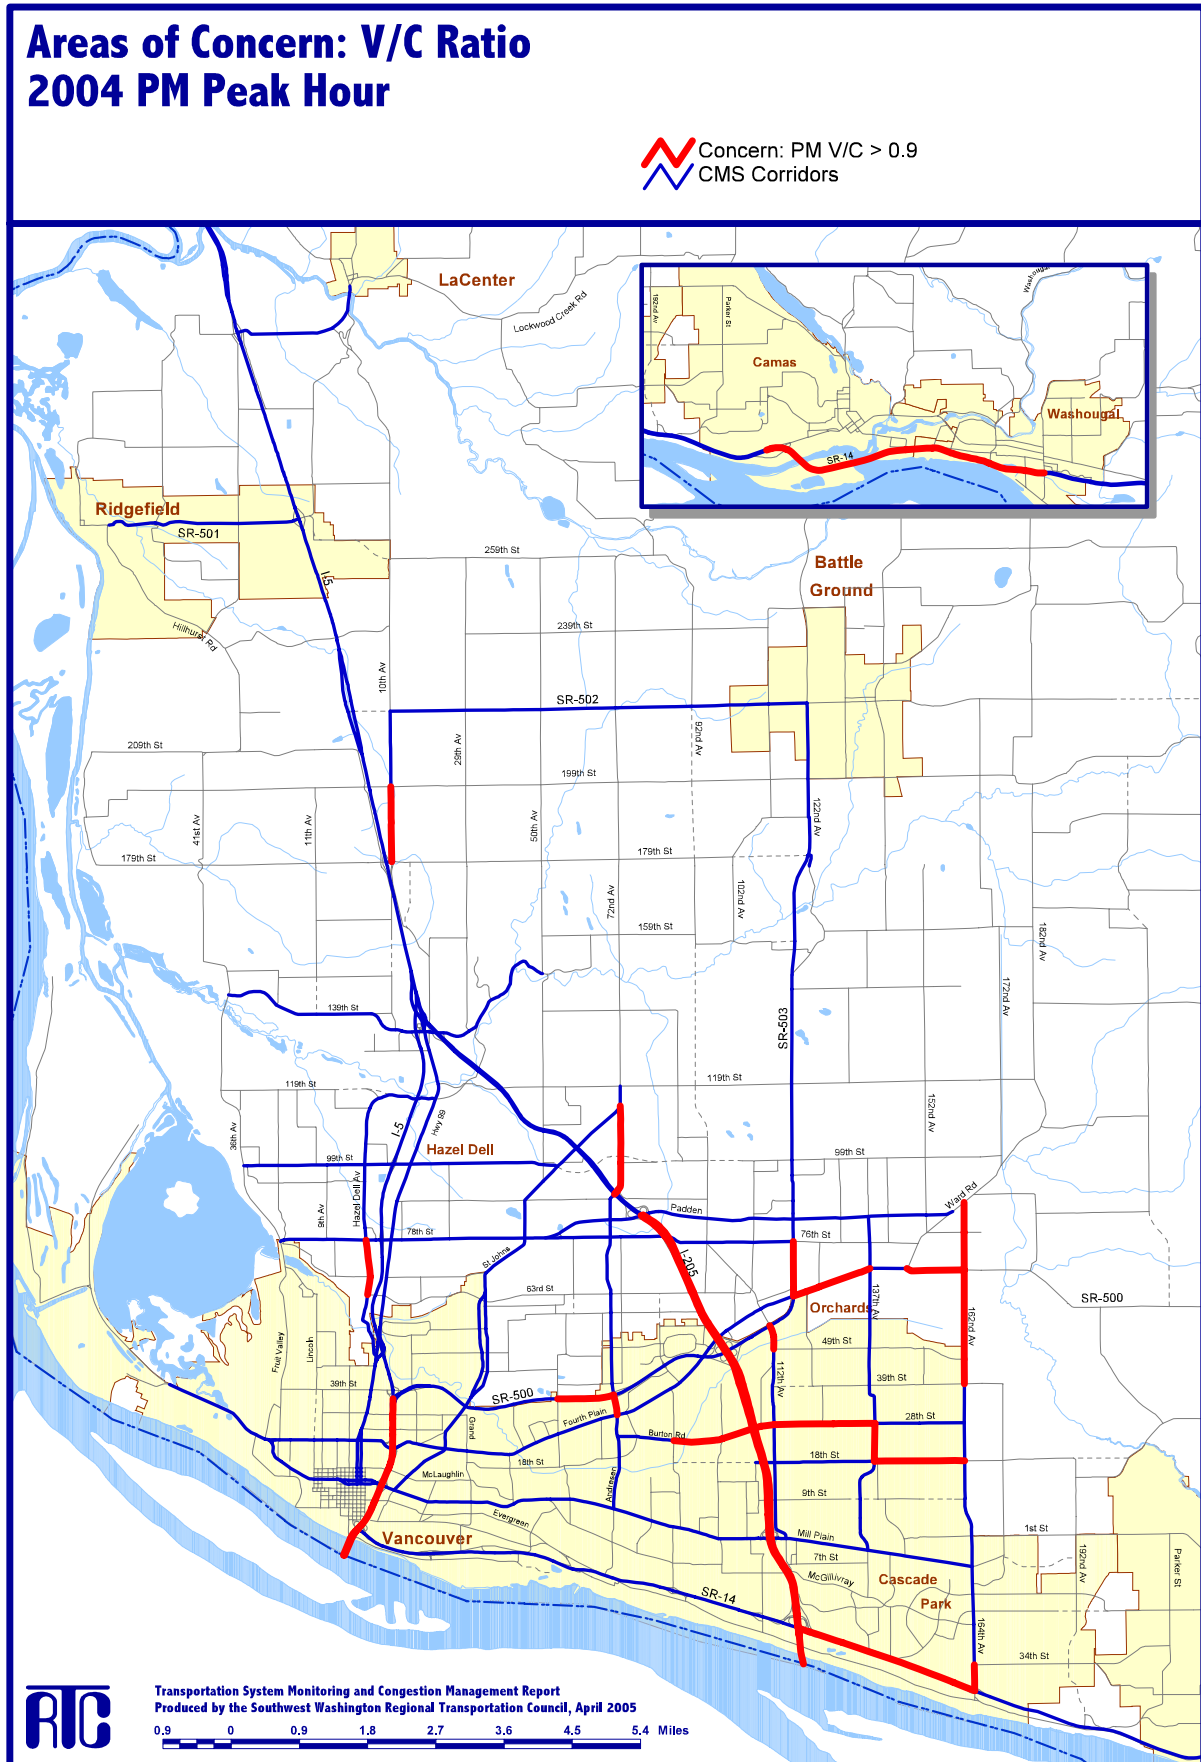 Areas of Concern: V/C Ratio
2004 PM Peak Hour
Concern: PM V/C > 0.9
CMS Corridors
LaCenter
Lockwood Creek Rd
192nd Av
Parker St
Camas
Washougal
SR-14
Ridgefield
SR-501
I-5
Hillhurst Rd
259th St
Battle
Ground
239th St
10th Av
SR-502
29th Av
92nd Av
209th St
199th St
41st Av
11th Av
50th Av
122nd Av
179th St
179th St
72nd Av
102nd Av
159th St
182nd Av
172nd Av
139th St
SR-503
119th St
119th St
152nd Av
36th Av
I-5
Hwy 99
Hazel Dell
99th St
99th St
Hazel Dell Av
9th Av
Padden
Ward Rd
78th St
76th St
St Johns
I-205
63rd St
SR-500
Orchards
137th Av
162nd Av
Fruit Valley
Lincoln
49th St
39th St
SR-500
112th Av
39th St
Grand
Fourth Plain
28th St
Burton Rd
18th St
18th St
McLaughlin
Andresen
9th St
Evergreen
Vancouver
Mill Plain
1st St
7th St
McGillivray
Cascade
Park
192nd Av
Parker St
SR-14
164th Av
34th St
RTC
Transportation System Monitoring and Congestion Management Report
Produced by the Southwest Washington Regional Transportation Council, April 2005
0.9 0 0.9 1.8 2.7 3.6 4.5 5.4 Miles